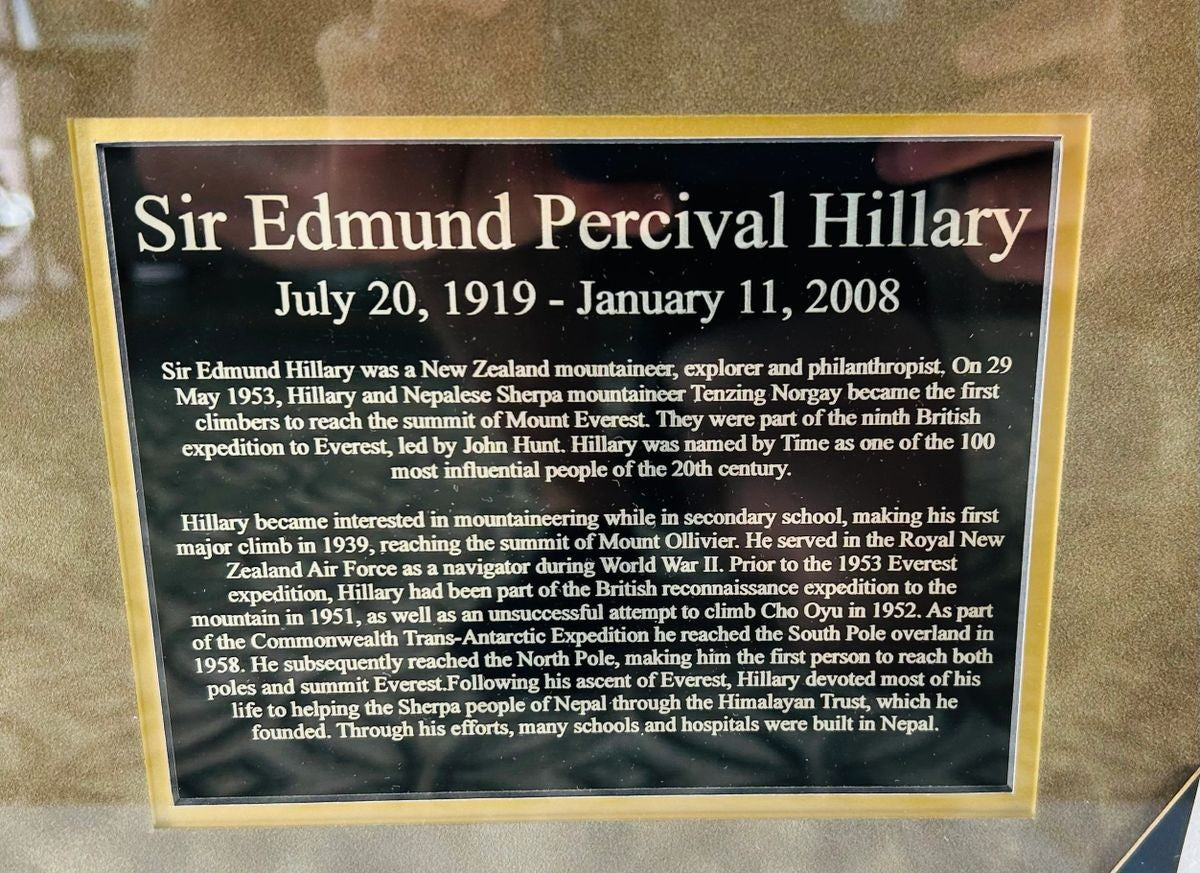 Sir Edmund Percival Hillary
July 20, 1919 - January 11, 2008
Sir Edmund Hillary was a New Zealand mountaineer, explorer and philanthropist. On 29
May 1953, Hillary and Nepalese Sherpa mountaineer Tenzing Norgay became the first
climbers to reach the summit of Mount Everest. They were part of the ninth British
expedition to Everest, led by John Hunt. Hillary was named by Time as one of the 100
most influential people of the 20th century.
Hillary became interested in mountaineering while in secondary school, making his first
major climb in 1939, reaching the summit of Mount Ollivier. He served in the Royal New
Zealand Air Force as a navigator during World War II. Prior to the 1953 Everest
expedition, Hillary had been part of the British reconnaissance expedition to the
mountain in 1951, as well as an unsuccessful attempt to climb Cho Oyu in 1952. As part
of the Commonwealth Trans-Antarctic Expedition he reached the South Pole overland in
1958. He subsequently reached the North Pole, making him the first person to reach both
poles and summit Everest.Following his ascent of Everest, Hillary devoted most of his
life to helping the Sherpa people of Nepal through the Himalayan Trust, which he
founded. Through his efforts, many schools and hospitals were built in Nepal.